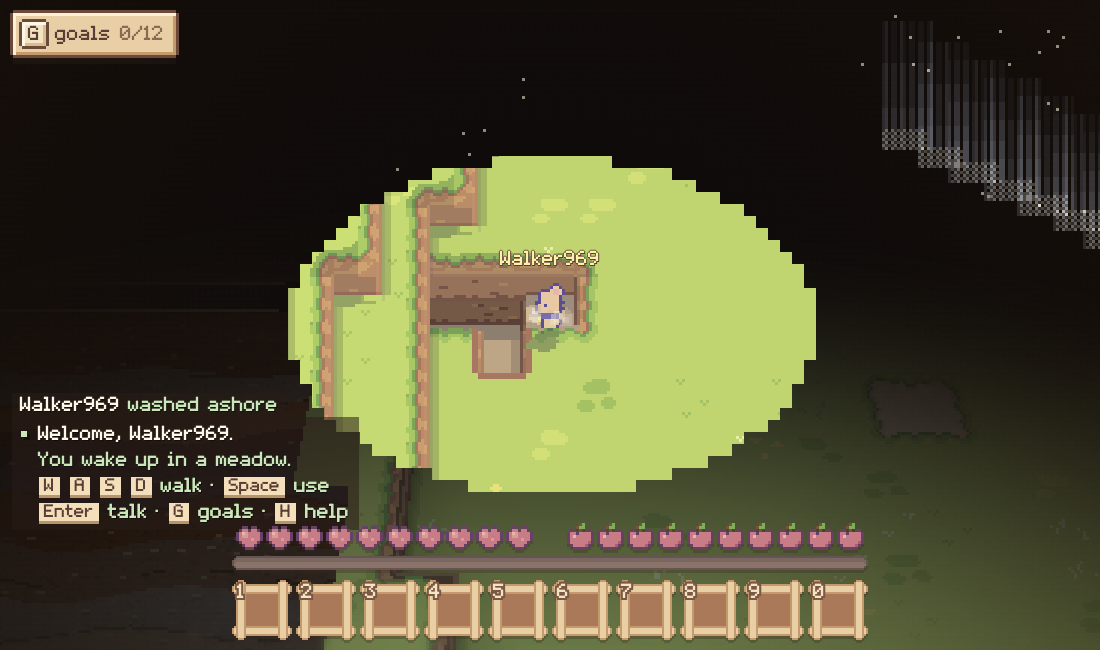 G goals 0/12
Walker969
Walker969 washed ashore
Welcome, Walker969.
You wake up in a meadow.
W A S D walk · Space use
Enter talk · G goals · H help
1 2 3 4 5 6 7 8 9 0